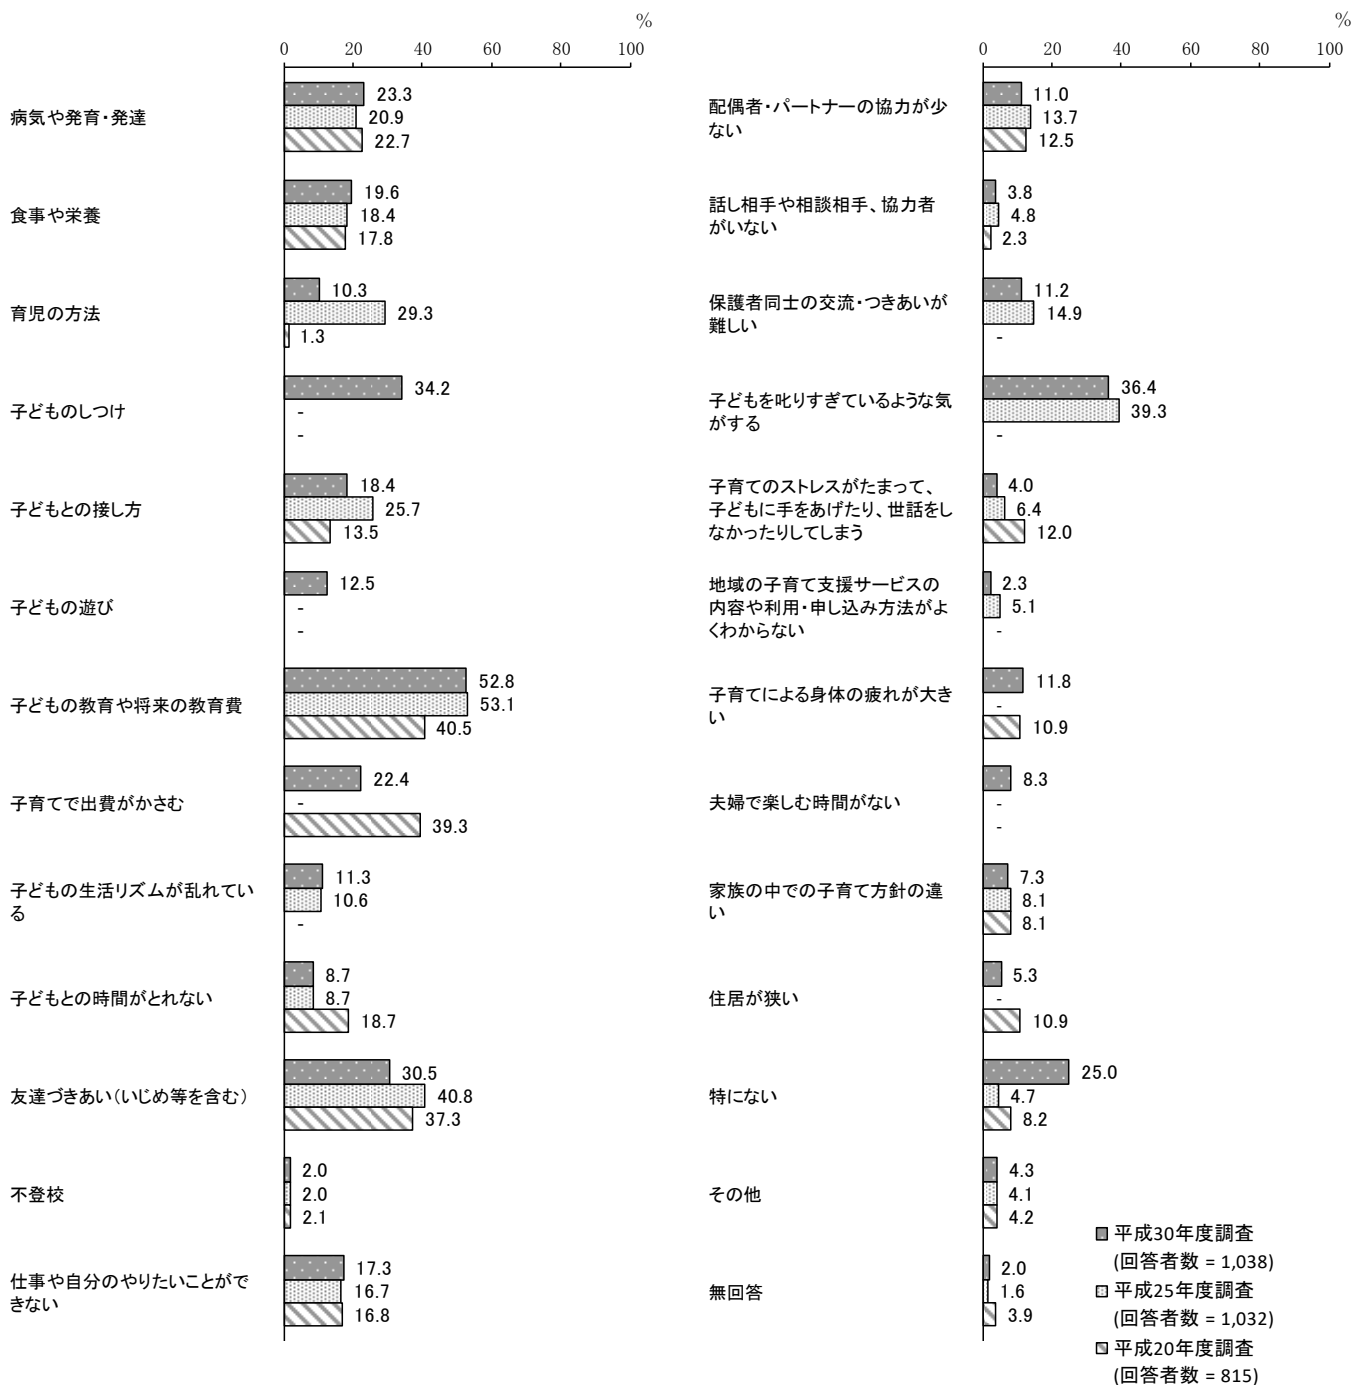 %
0 20 40 60 80 100
病気や発育・発達
23.3
20.9
22.7
食事や栄養
19.6
18.4
17.8
育児の方法
10.3
29.3
1.3
子どものしつけ
34.2
-
-
子どもとの接し方
18.4
25.7
13.5
子どもの遊び
12.5
-
-
子どもの教育や将来の教育費
52.8
53.1
40.5
子育てで出費がかさむ
22.4
-
39.3
子どもの生活リズムが乱れてい
る
11.3
10.6
-
子どもとの時間がとれない
8.7
8.7
18.7
友達づきあい(いじめ等を含む)
30.5
40.8
37.3
不登校
2.0
2.0
2.1
仕事や自分のやりたいことがで
きない
17.3
16.7
16.8
%
0 20 40 60 80 100
配偶者・パートナーの協力が少
ない
11.0
13.7
12.5
話し相手や相談相手、協力者
がいない
3.8
4.8
2.3
保護者同士の交流・つきあいが
難しい
11.2
14.9
-
子どもを叱りすぎているような気
がする
36.4
39.3
-
子育てのストレスがたまって、
子どもに手をあげたり、世話をし
なかったりしてしまう
4.0
6.4
12.0
地域の子育て支援サービスの
内容や利用・申し込み方法がよ
くわからない
2.3
5.1
-
子育てによる身体の疲れが大き
い
11.8
-
10.9
夫婦で楽しむ時間がない
8.3
-
-
家族の中での子育て方針の違
い
7.3
8.1
8.1
住居が狭い
5.3
-
10.9
特にない
25.0
4.7
8.2
その他
4.3
4.1
4.2
無回答
2.0
1.6
3.9
平成30年度調査
(回答者数 = 1,038)
平成25年度調査
(回答者数 = 1,032)
平成20年度調査
(回答者数 = 815)